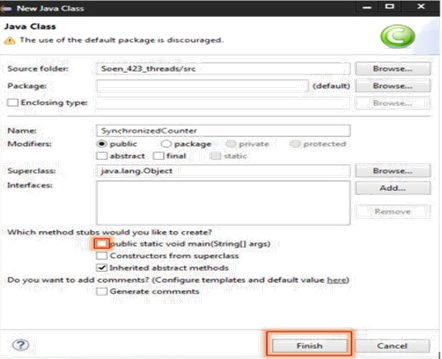 New Java Class
Java Class
The use of the default package is discouraged.
Source folder: Soen_423_threads/src Browse...
Package: (default) Browse...
Enclosing type: Browse...
Name: SynchronizedCounter
Modifiers: public package private protected
abstract final static
Superclass: java.lang.Object Browse...
Interfaces: Add...
Remove
Which method stubs would you like to create?
public static void main(String[] args)
Constructors from superclass
Inherited abstract methods
Do you want to add comments? (Configure templates and default value here)
Generate comments
? Finish Cancel